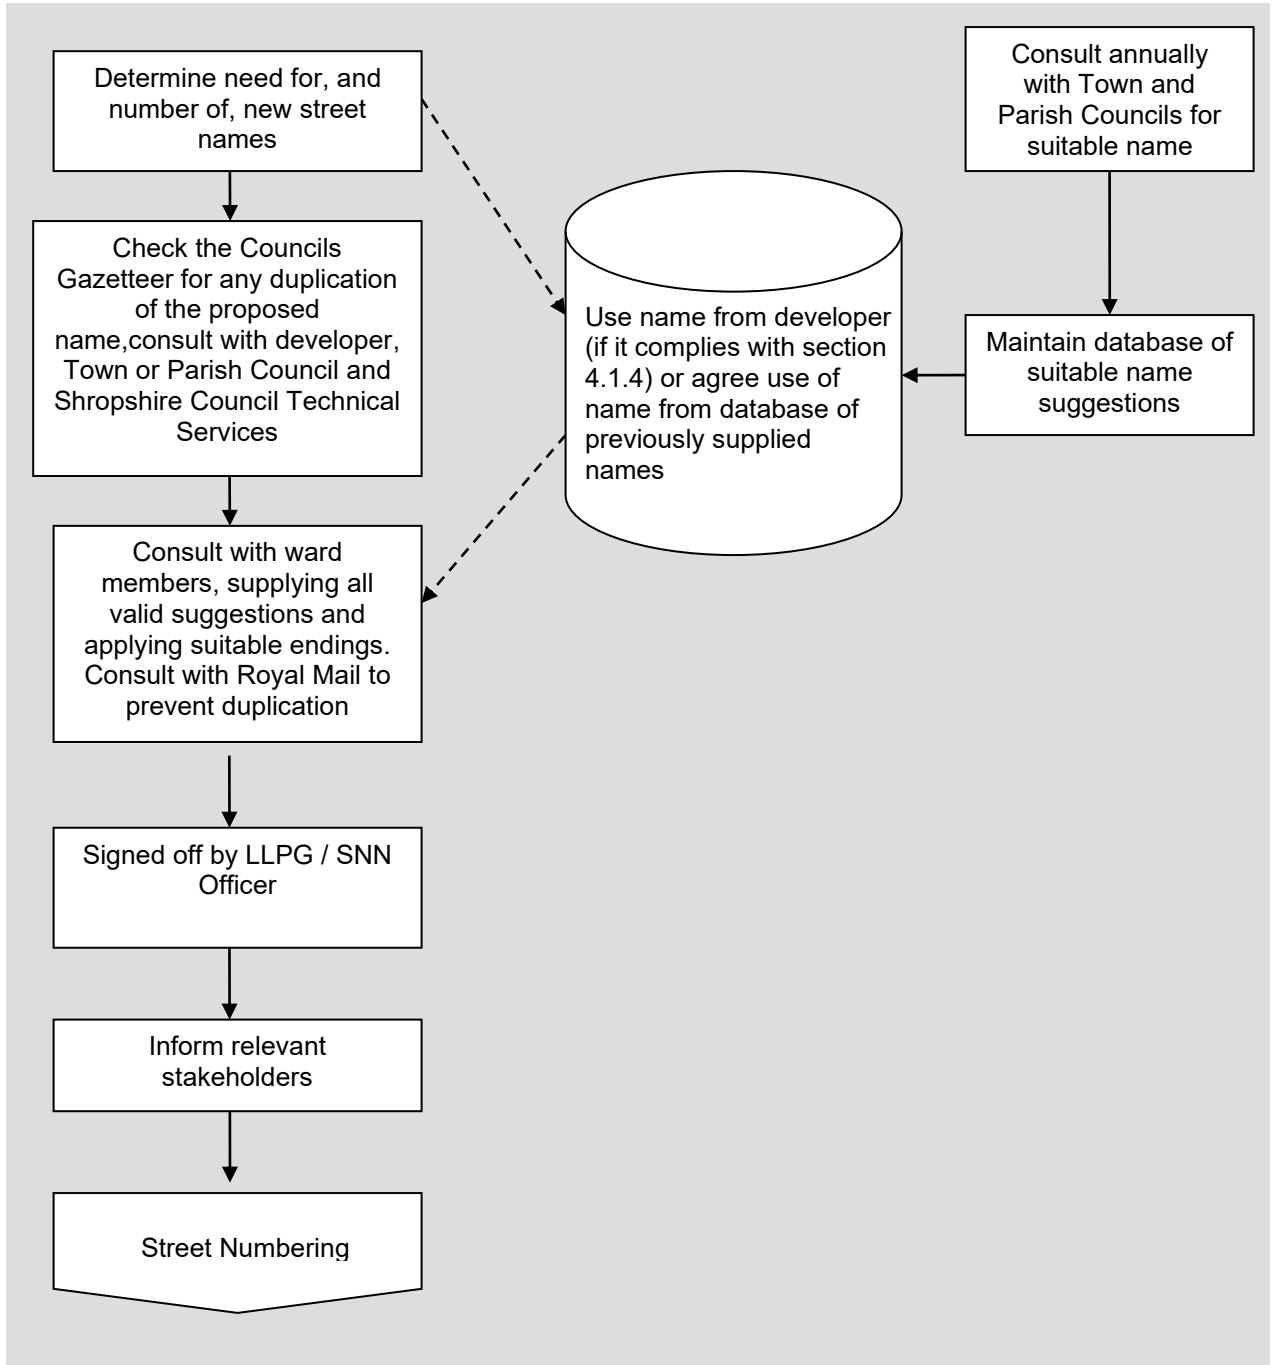 Determine need for, and
number of, new street
names
Check the Councils
Gazetteer for any duplication
of the proposed
name,consult with developer,
Town or Parish Council and
Shropshire Council Technical
Services
Consult with ward
members, supplying all
valid suggestions and
applying suitable endings.
Consult with Royal Mail to
prevent duplication
Signed off by LLPG / SNN
Officer
Inform relevant
stakeholders
Street Numbering
Use name from developer
(if it complies with section
4.1.4) or agree use of
name from database of
previously supplied
names
Consult annually
with Town and
Parish Councils for
suitable name
Maintain database of
suitable name
suggestions